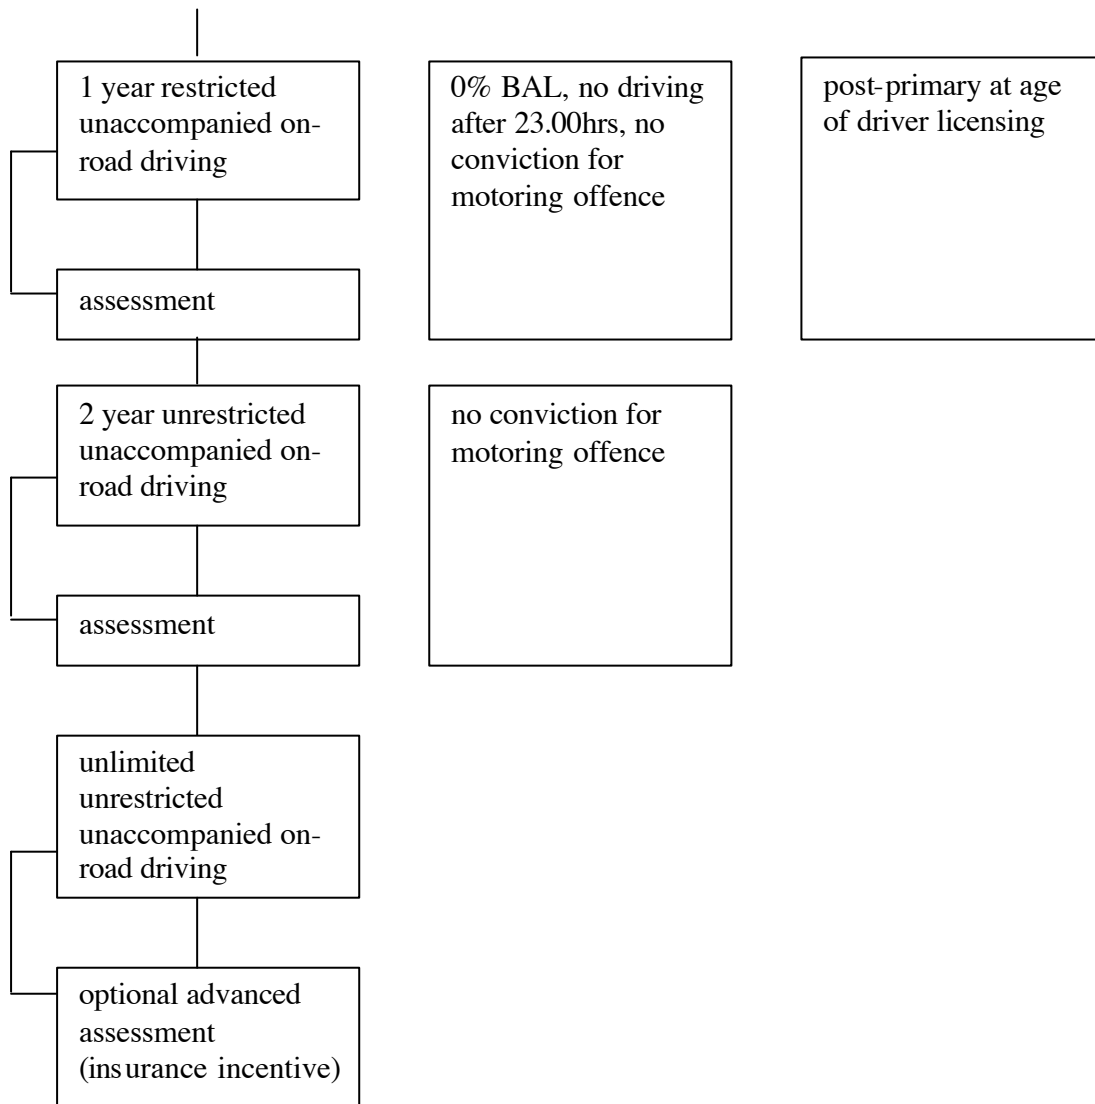 1 year restricted
unaccompanied on-
road driving
0% BAL, no driving
after 23.00hrs, no
conviction for
motoring offence
post-primary at age
of driver licensing
assessment
2 year unrestricted
unaccompanied on-
road driving
no conviction for
motoring offence
assessment
unlimited
unrestricted
unaccompanied on-
road driving
optional advanced
assessment
(insurance incentive)